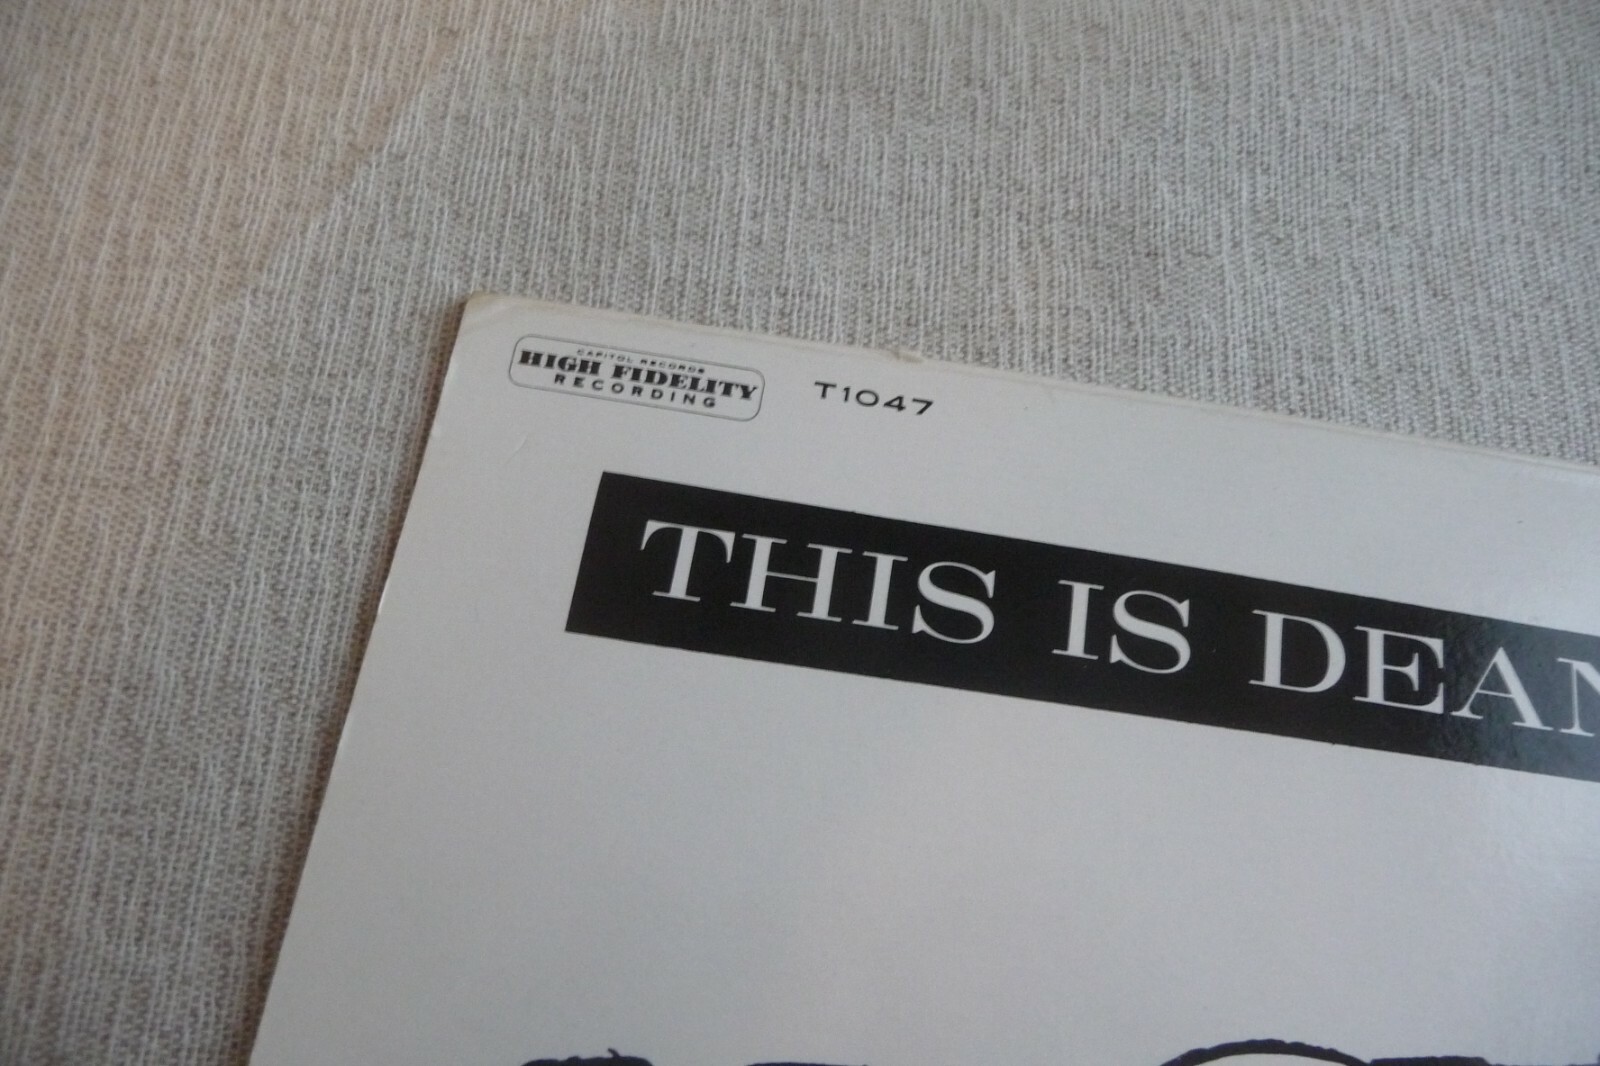 CAPITOL RECORDS
HIGH FIDELITY
RECORDING
T1047
THIS IS DEAN